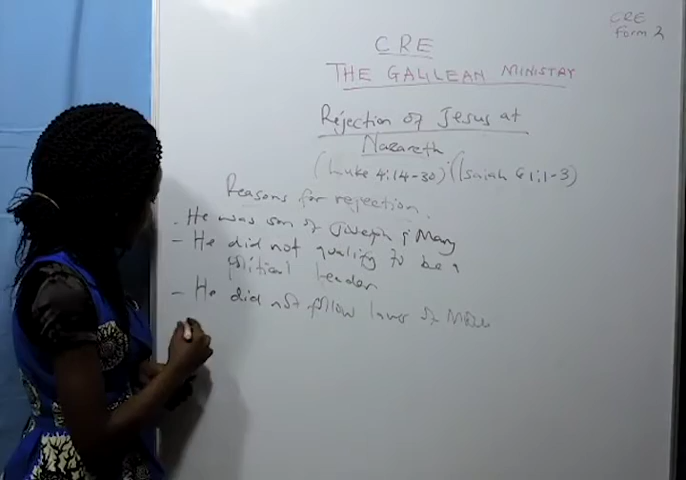 CRE
Form 2
CRE
THE GALILEAN MINISTRY
Rejection of Jesus at
Nazareth
(Luke 4:14-30) (Isaiah 61:1-3)
Reasons for rejection.
- He was son of Joseph & Mary
- He did not qualify to be a
political leader
- He did not follow laws of Moses